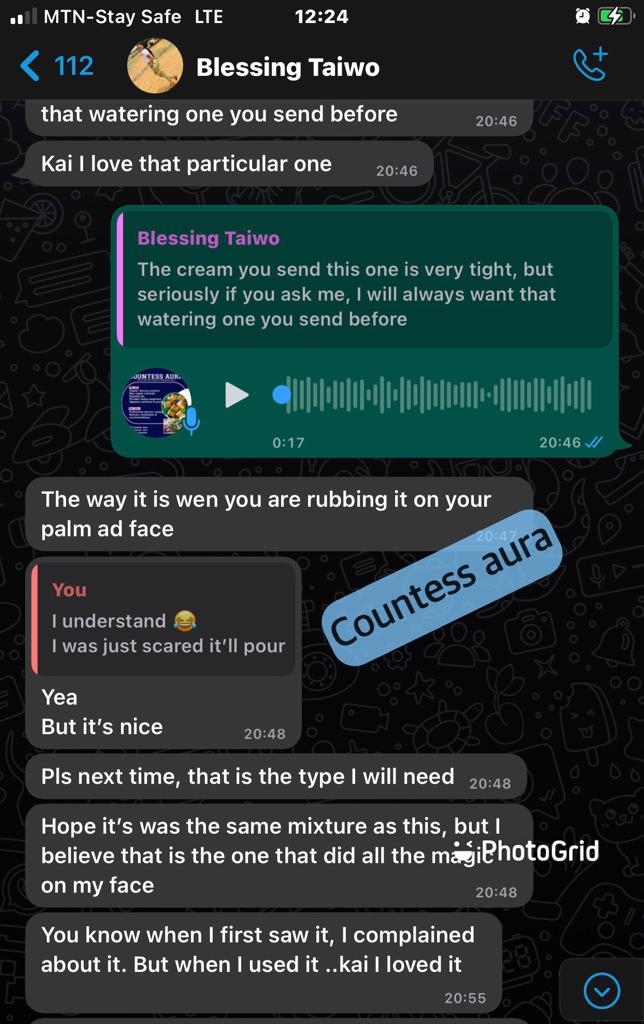 MTN-Stay Safe LTE 12:24
112 Blessing Taiwo
that watering one you send before
20:46
Kai I love that particular one
20:46
Blessing Taiwo
The cream you send this one is very tight, but
seriously if you ask me, I will always want that
watering one you send before
COUNTESS AURA
0:17 20:46
The way it is wen you are rubbing it on your
palm ad face
20:47
Countess aura
You
I understand 😂
I was just scared it’ll pour
Yea
But it’s nice
20:48
Pls next time, that is the type I will need
20:48
Hope it’s was the same mixture as this, but I
believe that is the one that did all the magic
PhotoGrid
on my face
20:48
You know when I first saw it, I complained
about it. But when I used it ..kai I loved it
20:55